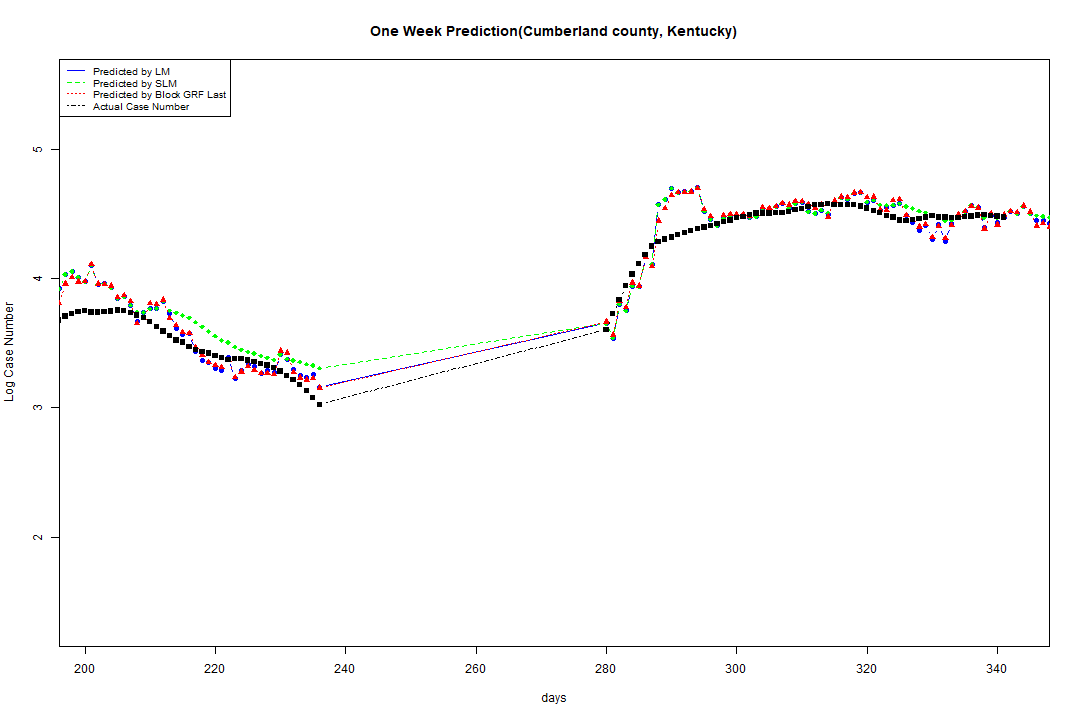 One Week Prediction(Cumberland county, Kentucky)
Predicted by LM
Predicted by SLM
Predicted by Block GRF Last
Actual Case Number
Log Case Number
5
4
3
2
200 220 240 260 280 300 320 340
days